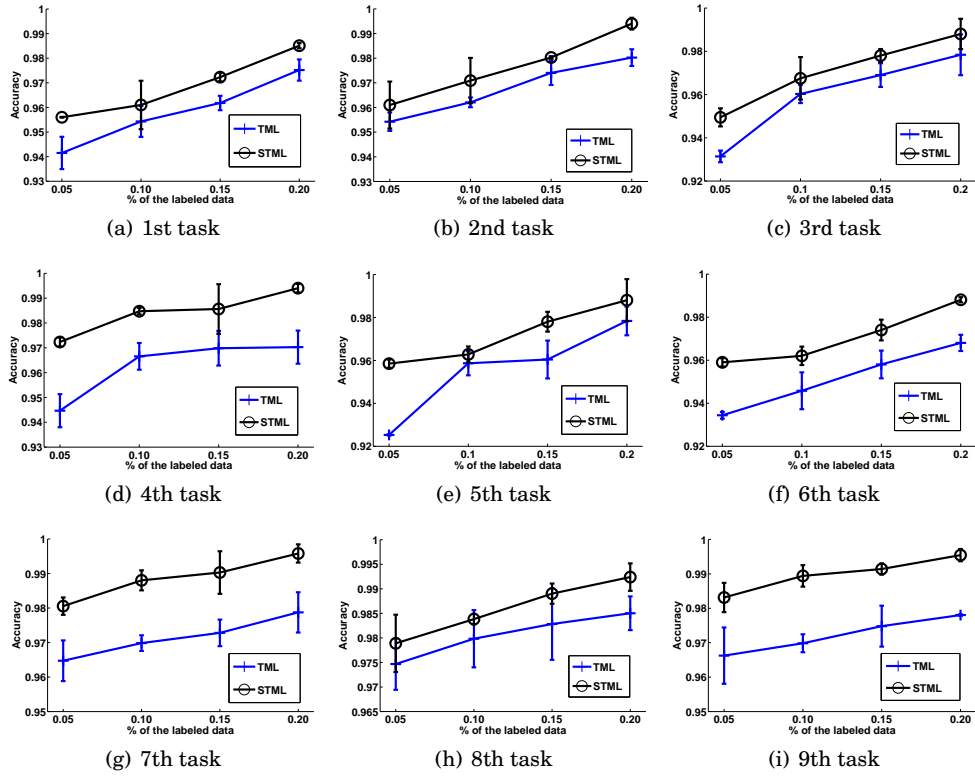 1
0.99
0.98
0.97
0.96
0.95
0.94
0.93
Accuracy
TML
STML
0.05
0.10
0.15
0.20
% of the labeled data
(a) 1st task
1
0.99
0.98
0.97
0.96
0.95
0.94
0.93
Accuracy
TML
STML
0.05
0.10
0.15
0.20
% of the labeled data
(b) 2nd task
1
0.98
0.96
0.94
0.92
Accuracy
TML
STML
0.05
0.1
0.15
0.2
% of the labeled data
(c) 3rd task
1
0.99
0.98
0.97
0.96
0.95
0.94
0.93
Accuracy
TML
STML
0.05
0.10
0.15
0.20
% of the labeled data
(d) 4th task
1
0.98
0.96
0.94
0.92
Accuracy
TML
STML
0.05
0.1
0.15
0.2
% of the labeled data
(e) 5th task
1
0.98
0.96
0.94
0.92
Accuracy
TML
STML
0.05
0.10
0.15
0.20
% of the labeled data
(f) 6th task
1
0.99
0.98
0.97
0.96
0.95
Accuracy
TML
STML
0.05
0.10
0.15
0.20
% of the labeled data
(g) 7th task
1
0.995
0.99
0.985
0.98
0.975
0.97
0.965
Accuracy
TML
STML
0.05
0.10
0.15
0.20
% of the labeled data
(h) 8th task
1
0.99
0.98
0.97
0.96
0.95
Accuracy
TML
STML
0.05
0.10
0.15
0.20
% of the labeled data
(i) 9th task